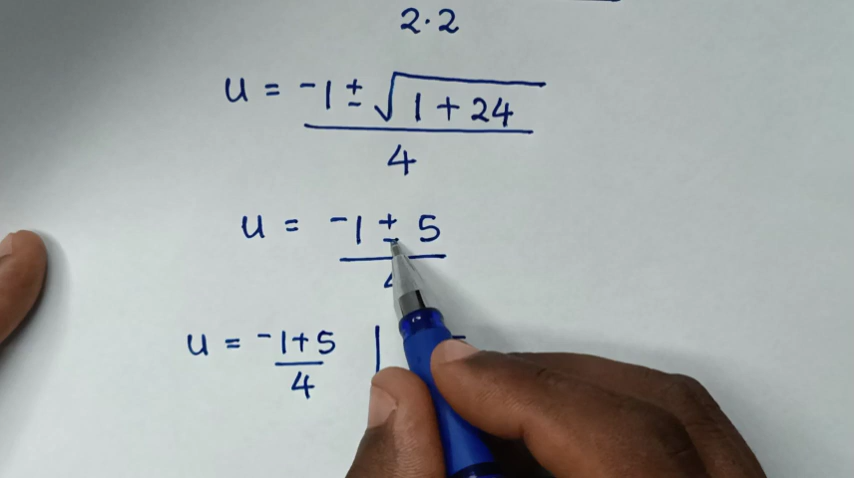 2·2
u = -1 ± √(1 + 24)
4
u = -1 ± 5
u = -1+5 |
4